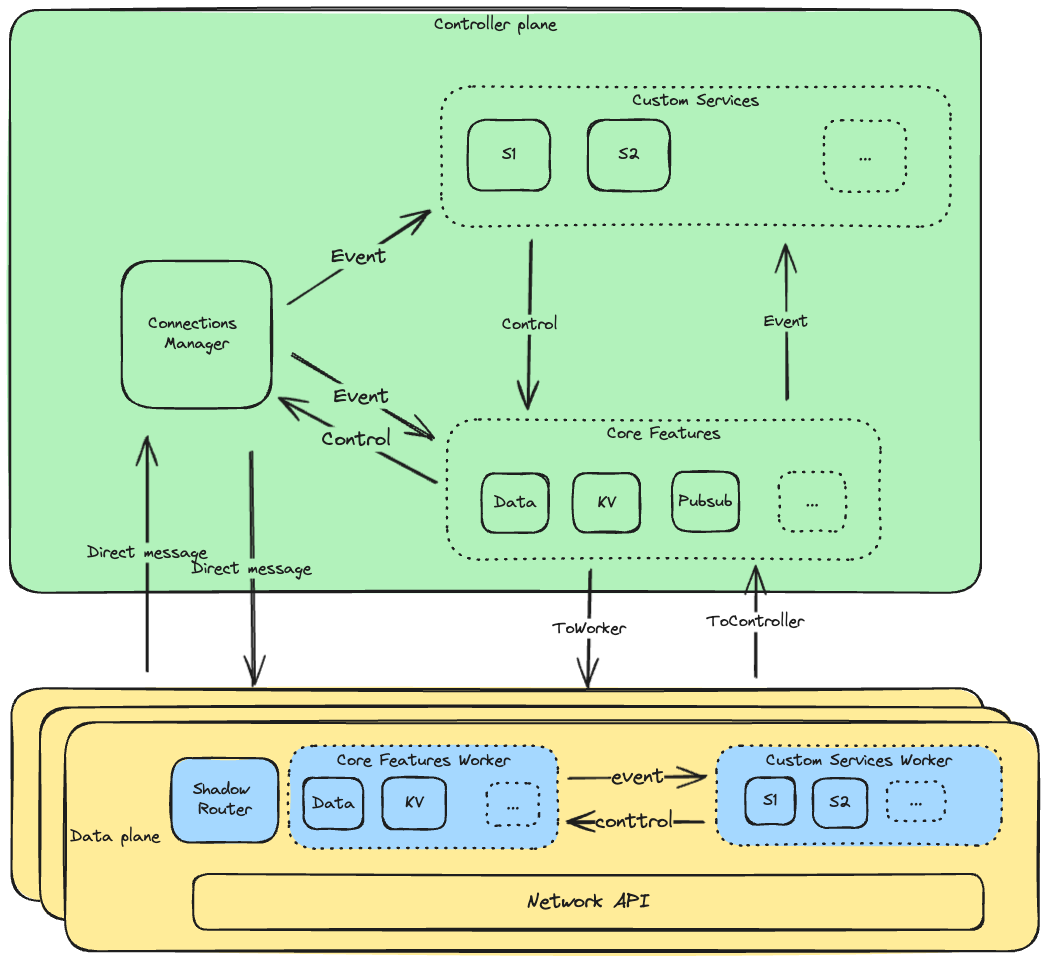 Controller plane
Custom Services
S1
S2
...
Event
Connections
Manager
Control
Event
Event
Control
Core Features
Data
KV
Pubsub
...
Direct message
Direct message
ToWorker
ToController
Core Features Worker
Custom Services Worker
Shadow
Router
Data
KV
...
event
conttrol
S1
S2
...
Data plane
Network API